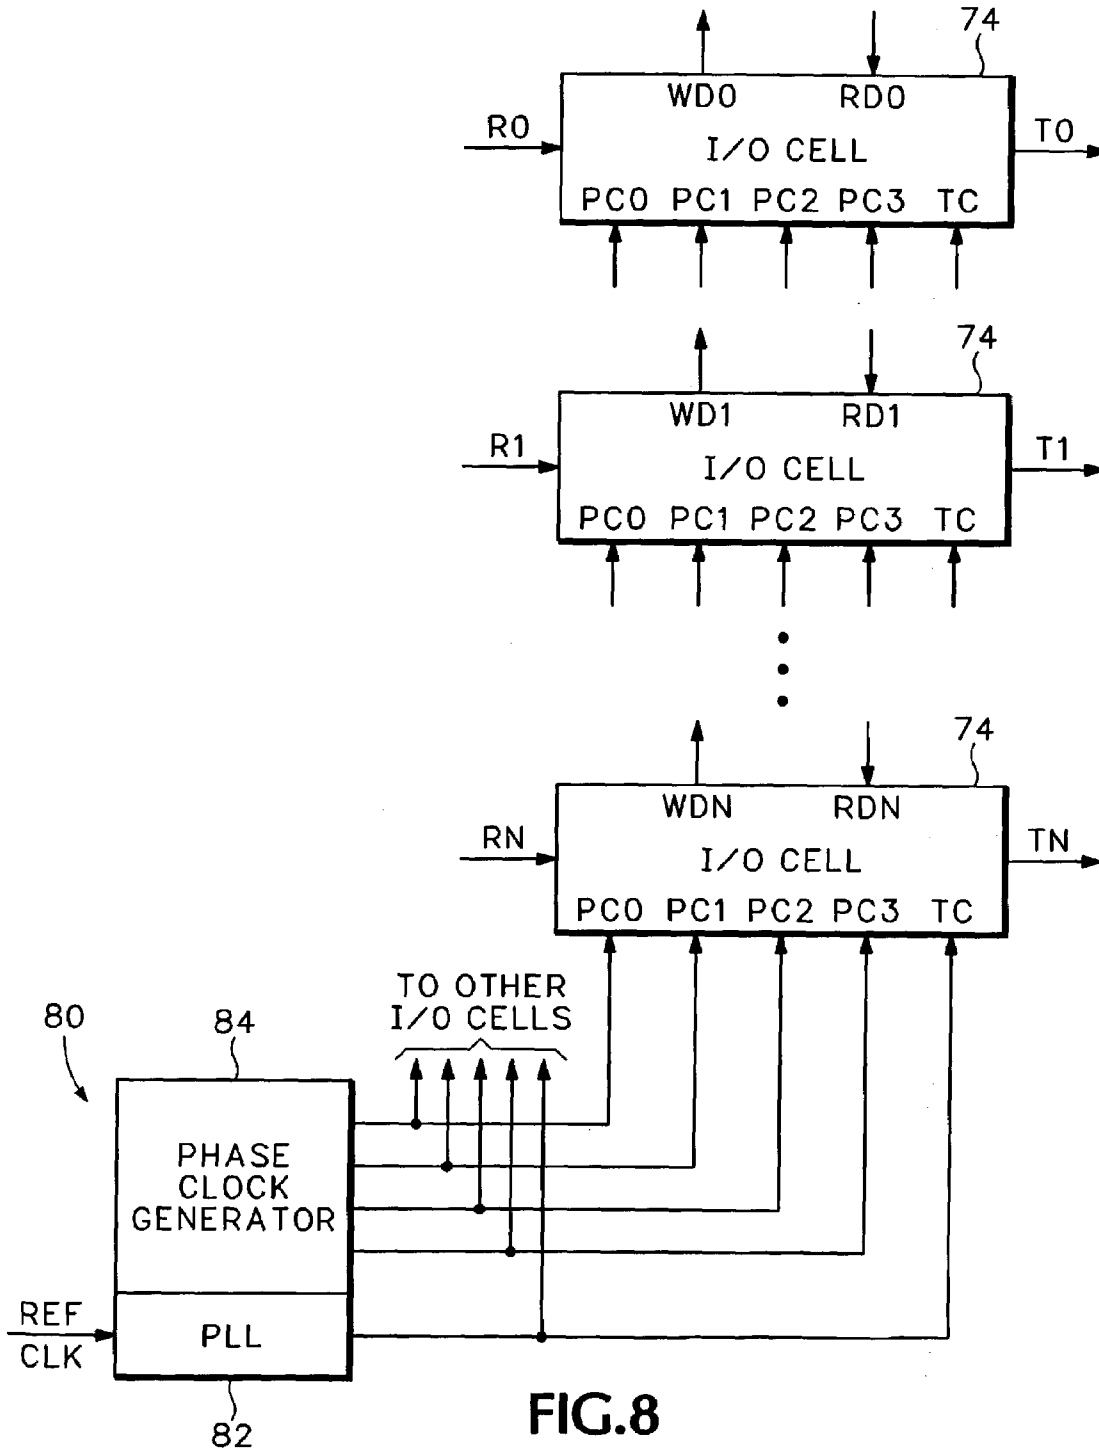 74
WD0 RD0
R0
I/O CELL
T0
PC0 PC1 PC2 PC3 TC
74
WD1 RD1
R1
I/O CELL
T1
PC0 PC1 PC2 PC3 TC
74
WDN RDN
RN
I/O CELL
TN
PC0 PC1 PC2 PC3 TC
TO OTHER
I/O CELLS
80
84
PHASE
CLOCK
GENERATOR
REF
CLK
PLL
82
FIG.8